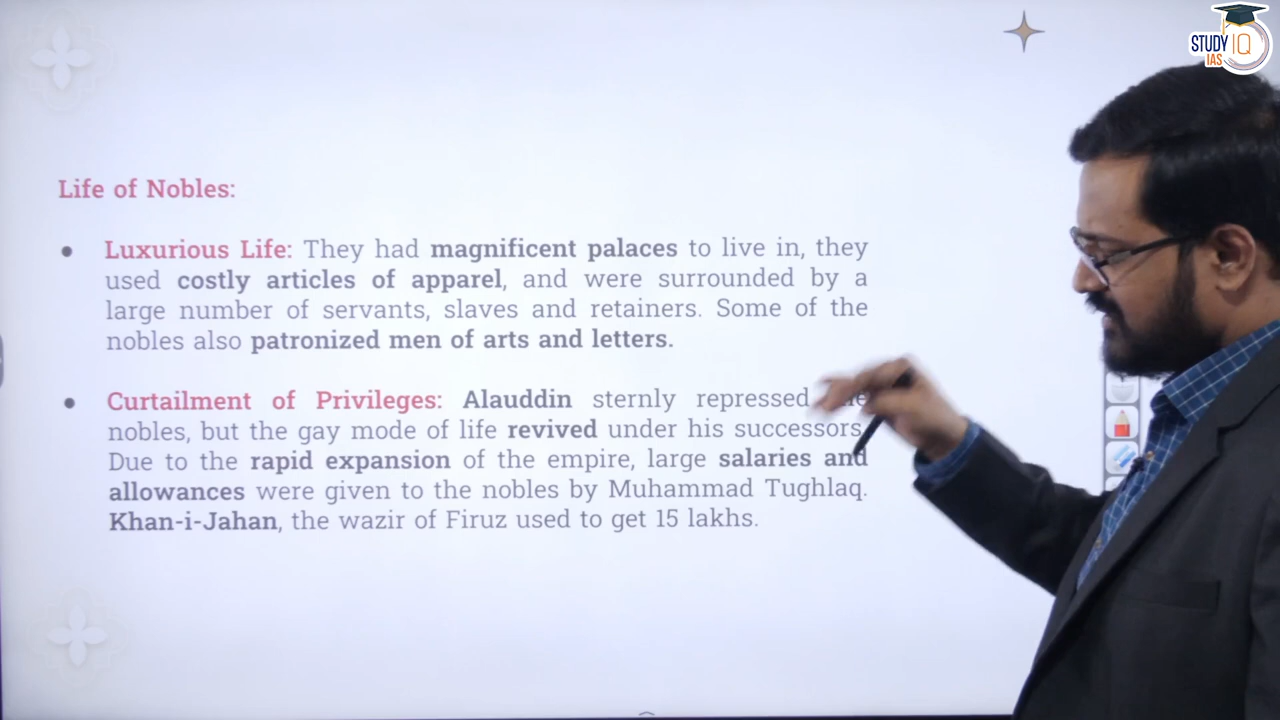 STUDY IQ
IAS
Life of Nobles:
• Luxurious Life: They had magnificent palaces to live in, they
used costly articles of apparel, and were surrounded by a
large number of servants, slaves and retainers. Some of the
nobles also patronized men of arts and letters.
• Curtailment of Privileges: Alauddin sternly repressed
nobles, but the gay mode of life revived under his successors.
Due to the rapid expansion of the empire, large salaries and
allowances were given to the nobles by Muhammad Tughlaq.
Khan-i-Jahan, the wazir of Firuz used to get 15 lakhs.